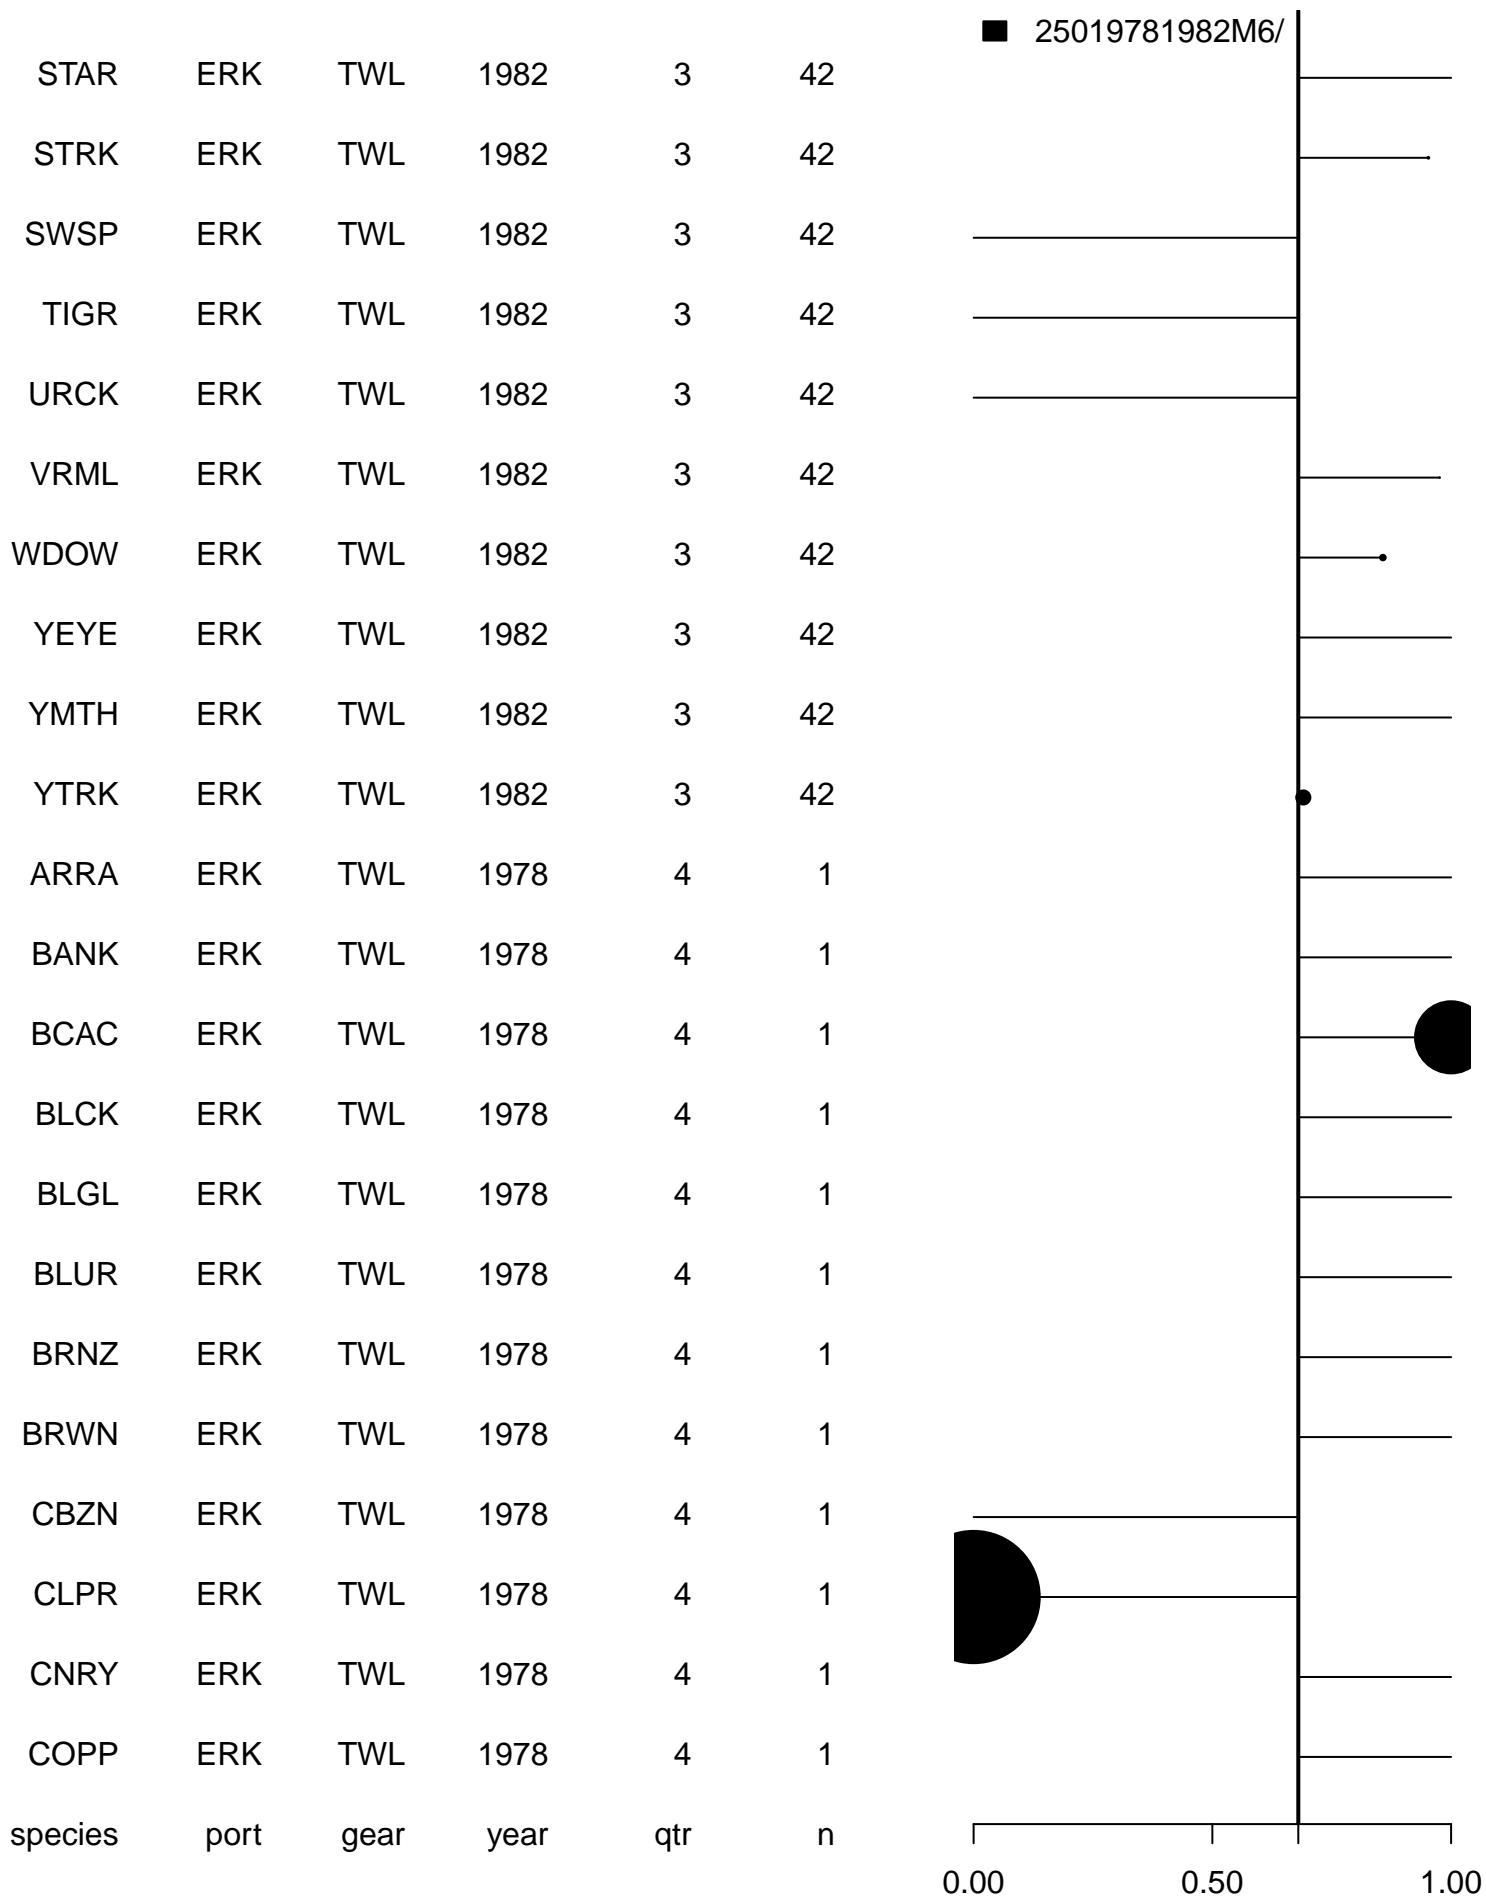 25019781982M6/
STAR ERK TWL 1982 3 42
STRK ERK TWL 1982 3 42
SWSP ERK TWL 1982 3 42
TIGR ERK TWL 1982 3 42
URCK ERK TWL 1982 3 42
VRML ERK TWL 1982 3 42
WDOW ERK TWL 1982 3 42
YEYE ERK TWL 1982 3 42
YMTH ERK TWL 1982 3 42
YTRK ERK TWL 1982 3 42
ARRA ERK TWL 1978 4 1
BANK ERK TWL 1978 4 1
BCAC ERK TWL 1978 4 1
BLCK ERK TWL 1978 4 1
BLGL ERK TWL 1978 4 1
BLUR ERK TWL 1978 4 1
BRNZ ERK TWL 1978 4 1
BRWN ERK TWL 1978 4 1
CBZN ERK TWL 1978 4 1
CLPR ERK TWL 1978 4 1
CNRY ERK TWL 1978 4 1
COPP ERK TWL 1978 4 1
species port gear year qtr n
0.00 0.50 1.00